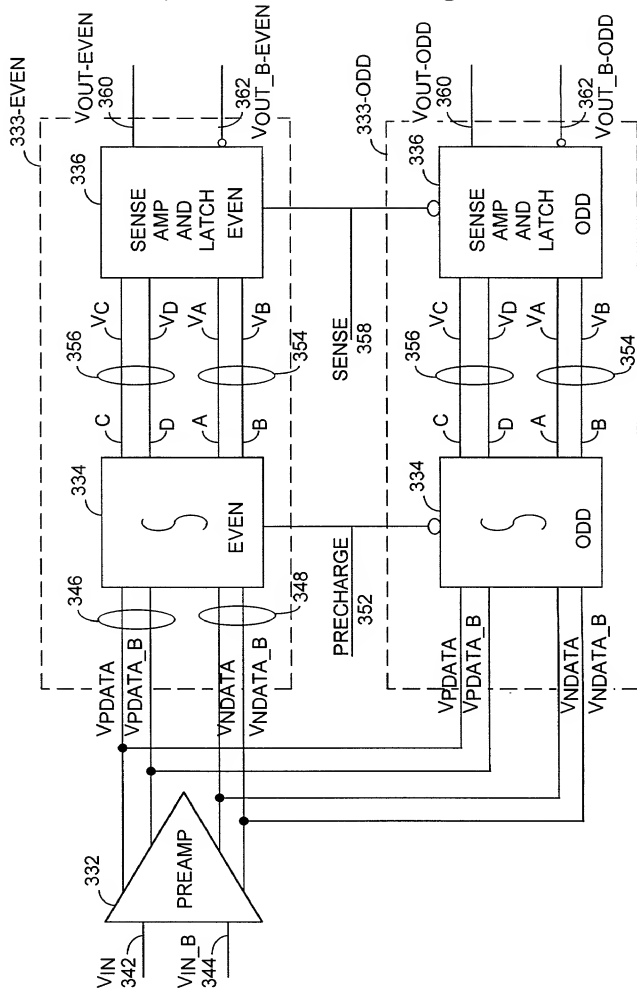 VIN
342
VIN_B
344
332
PREAMP
VPDATA
VPDATA_B
VNDATA
VNDATA_B
346
348
333-EVEN
334
∫
EVEN
C
D
A
B
356
354
VC
VD
VA
VB
336
SENSE
AMP
AND
LATCH
EVEN
VOUT-EVEN
360
362
VOUT_B-EVEN
PRECHARGE
352
SENSE
358
333-ODD
VPDATA
VPDATA_B
VNDATA
VNDATA_B
334
∫
ODD
C
D
A
B
356
354
VC
VD
VA
VB
336
SENSE
AMP
AND
LATCH
ODD
VOUT-ODD
360
362
VOUT_B-ODD